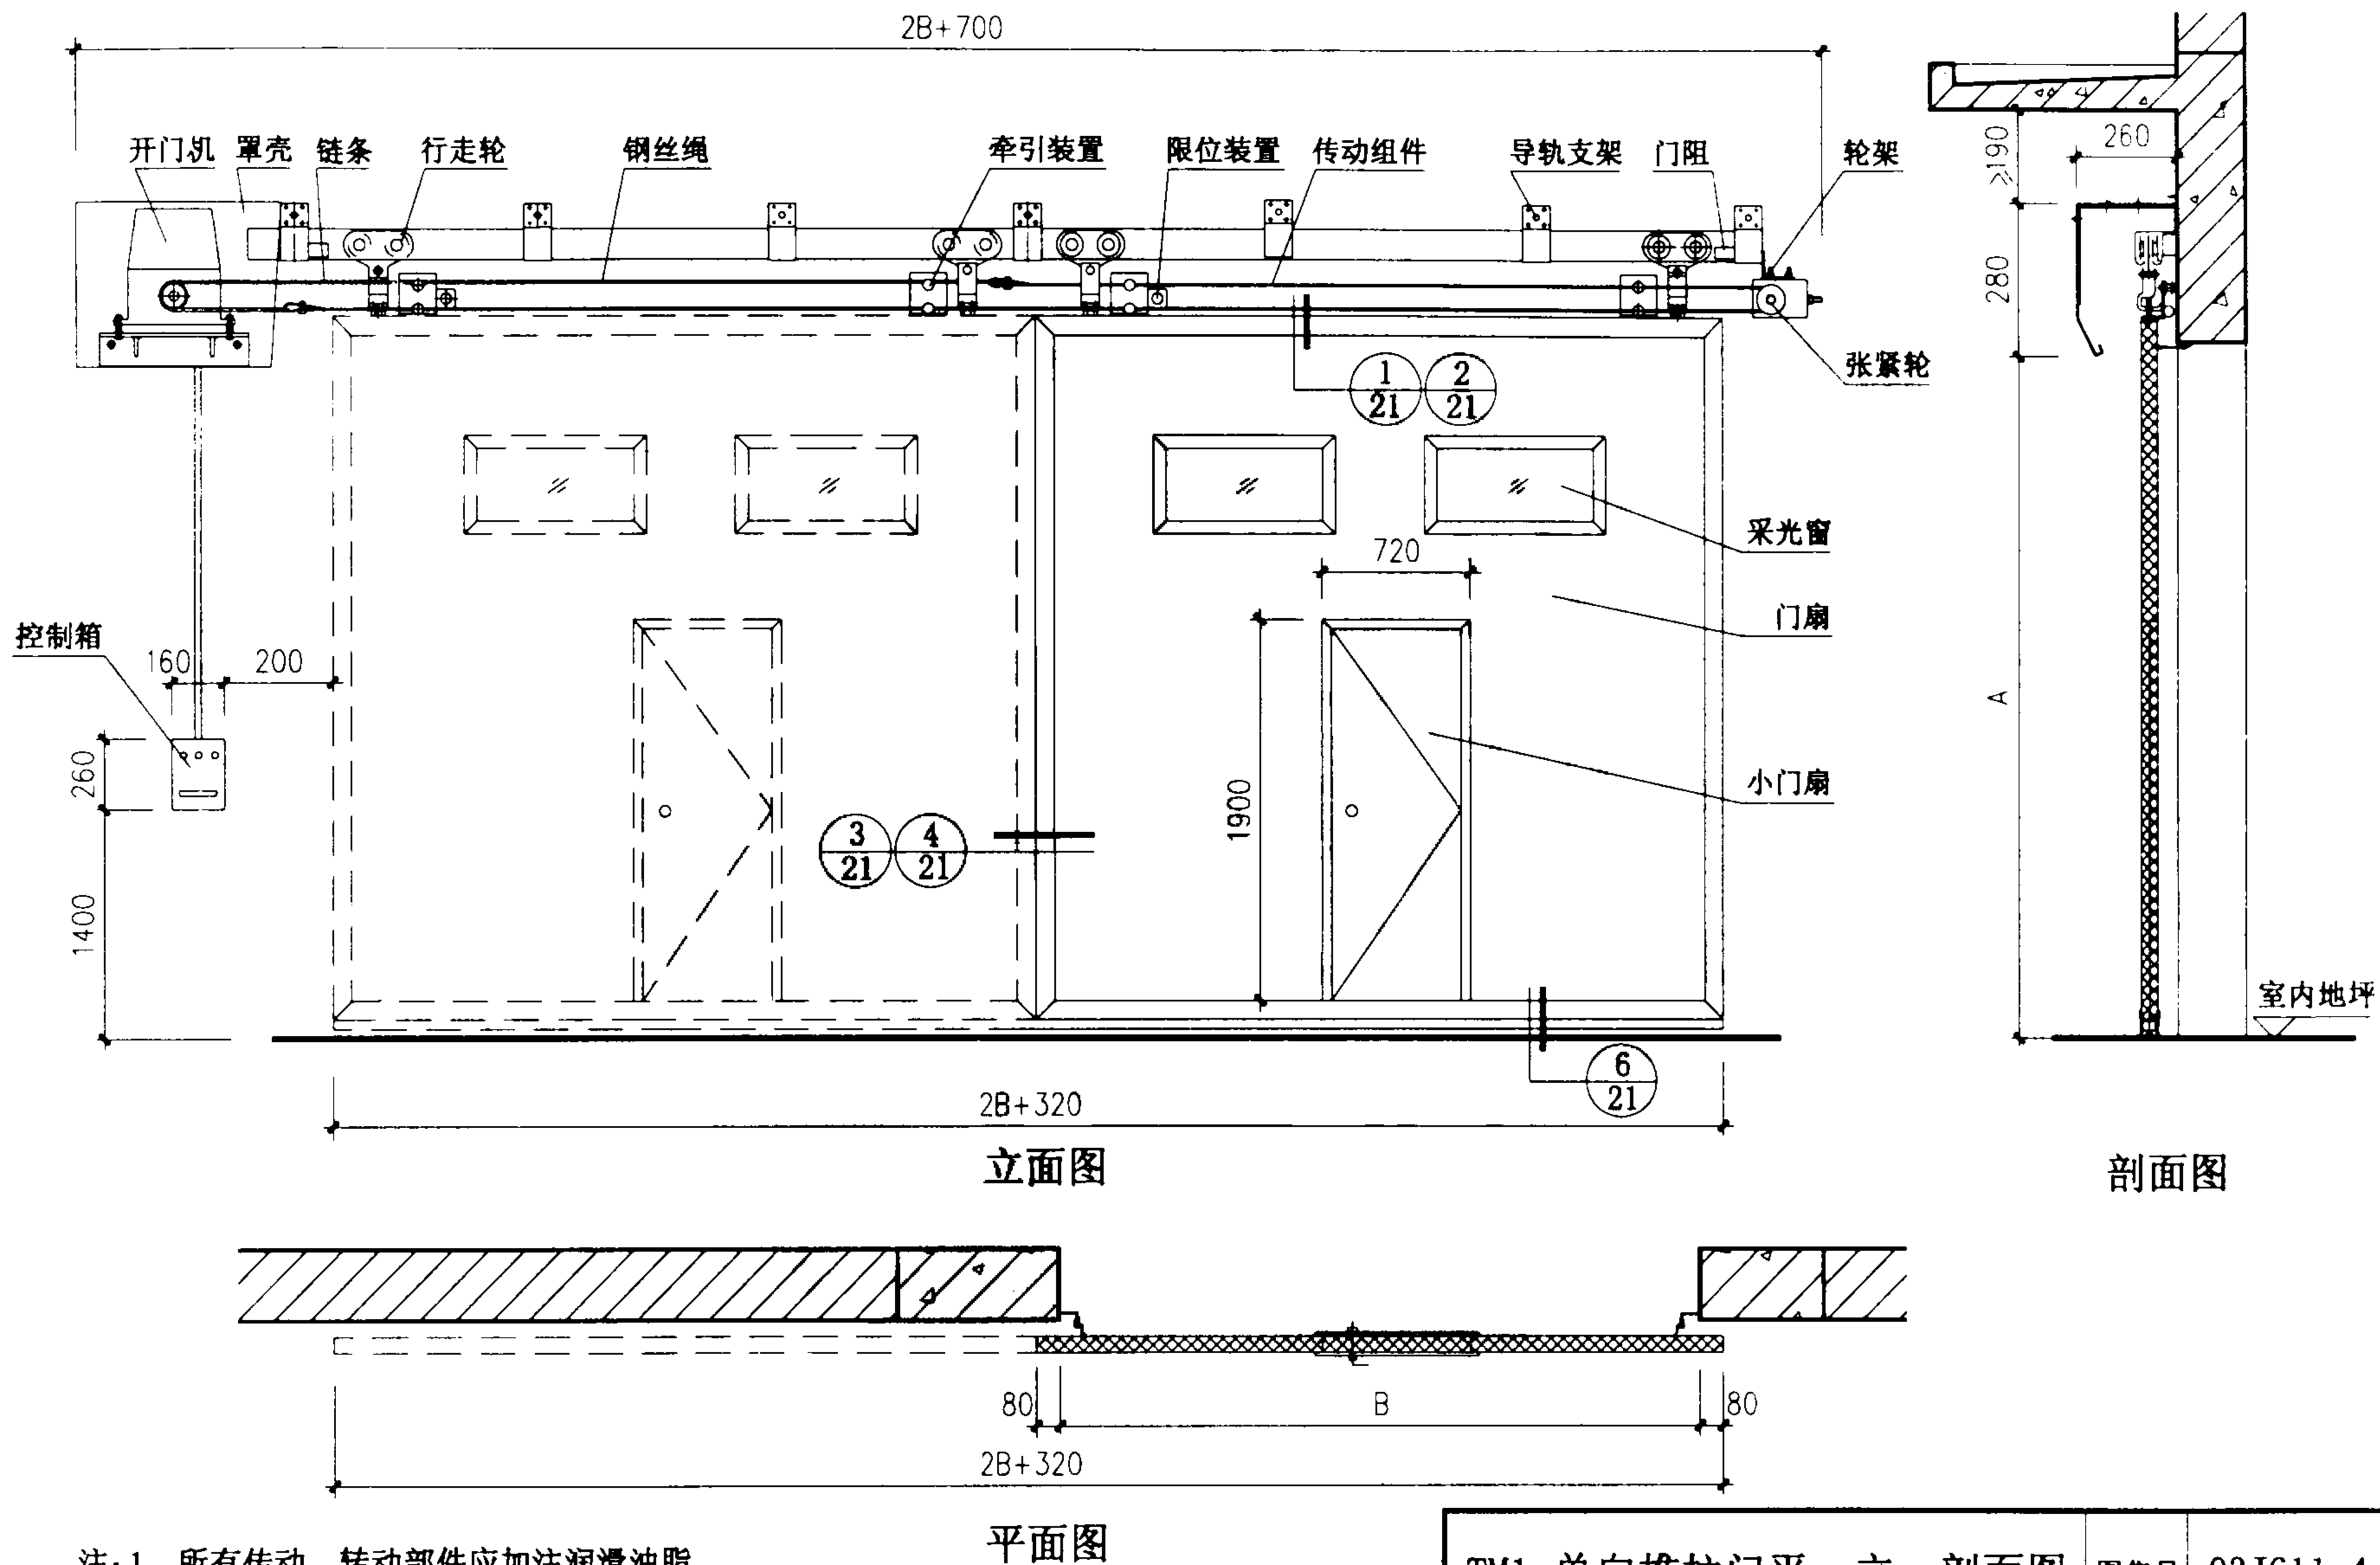 2B+700
开门机 罩壳 链条 行走轮 钢丝绳 牵引装置 限位装置 传动组件 导轨支架 门阻 轮架
≥190
260
280
张紧轮
1
21
2
21
采光窗
720
门扇
控制箱
160
200
A
260
小门扇
1900
3
21
4
21
1400
室内地坪
6
21
2B+320
立面图
剖面图
80
B
80
2B+320
平面图